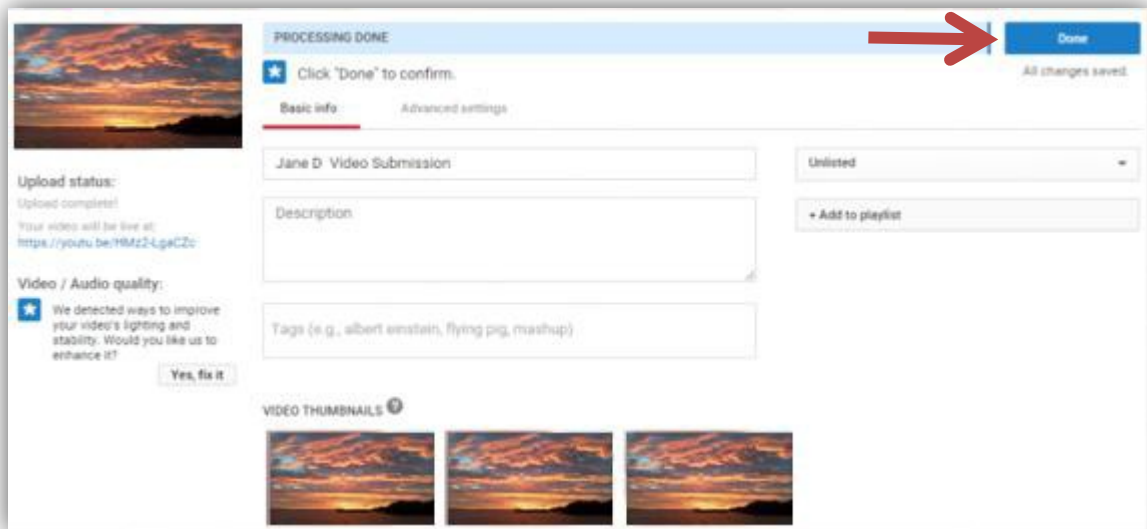 PROCESSING DONE
Done
Click "Done" to confirm.
All changes saved.
Basic info
Advanced settings
Jane D Video Submission
Unlisted
Upload status:
Upload complete!
Your video will be live at:
https://youtu.be/HMz2-LgaCZc
Description
+ Add to playlist
Video / Audio quality:
We detected ways to improve
your video's lighting and
stability. Would you like us to
enhance it?
Yes, fix it
Tags (e.g., albert einstein, flying pig, mashup)
VIDEO THUMBNAILS ?